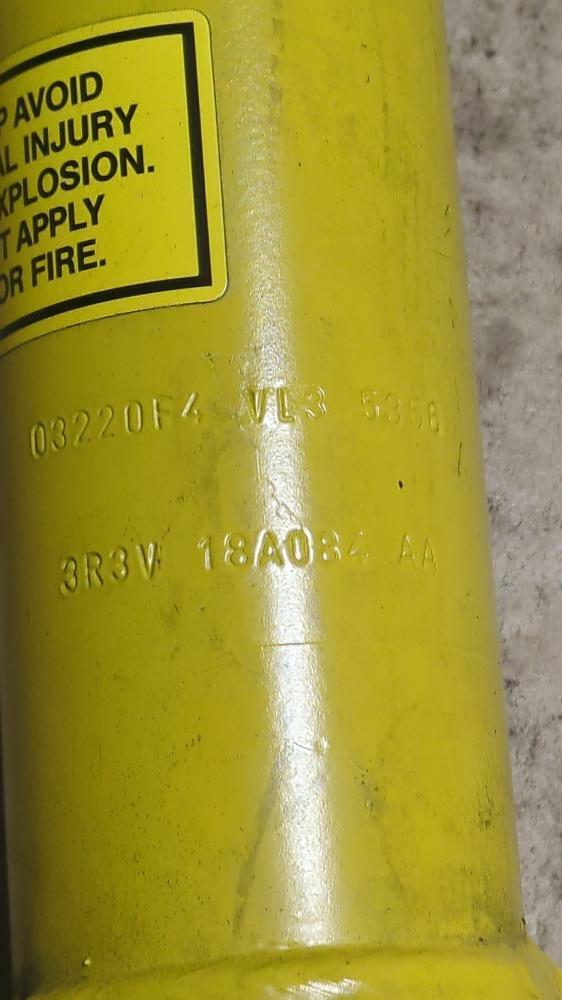 P AVOID
AL INJURY
XPLOSION.
T APPLY
OR FIRE.
03220F4 VL3 5358
3R3V 18A084 AA